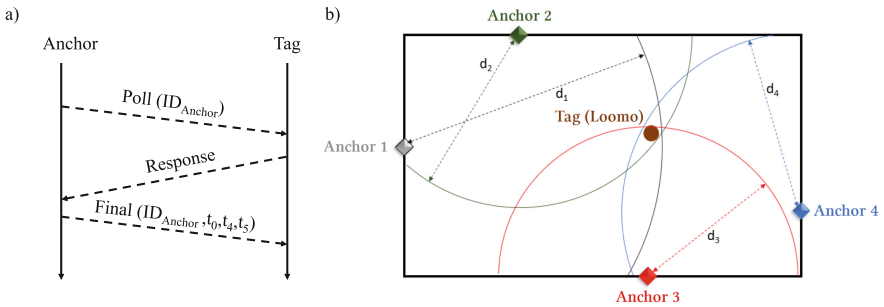 a)
Anchor
Tag
Poll (ID_Anchor)
Response
Final (ID_Anchor,t_0,t_4,t_5)
b)
Anchor 2
d_2
d_1
d_4
Tag (Loomo)
Anchor 1
Anchor 4
d_3
Anchor 3